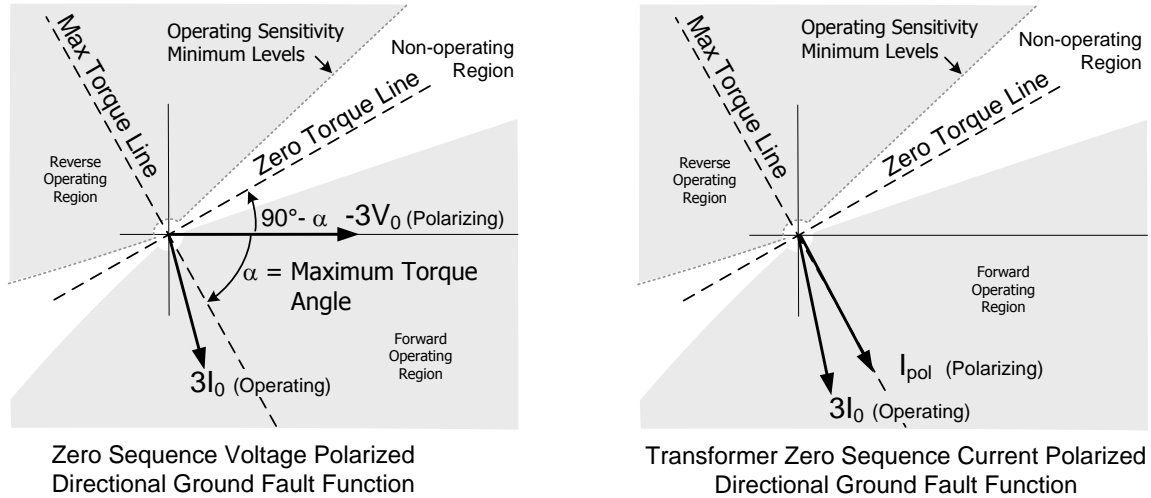 Max Torque Line
Operating Sensitivity
Minimum Levels
Non-operating
Region
Zero Torque Line
Reverse
Operating
Region
90°- α
-3V0 (Polarizing)
α = Maximum Torque
Angle
Forward
Operating
Region
3I0 (Operating)
Zero Sequence Voltage Polarized
Directional Ground Fault Function
Max Torque Line
Operating Sensitivity
Minimum Levels
Non-operating
Region
Zero Torque Line
Reverse
Operating
Region
Forward
Operating
Region
Ipol (Polarizing)
3I0 (Operating)
Transformer Zero Sequence Current Polarized
Directional Ground Fault Function